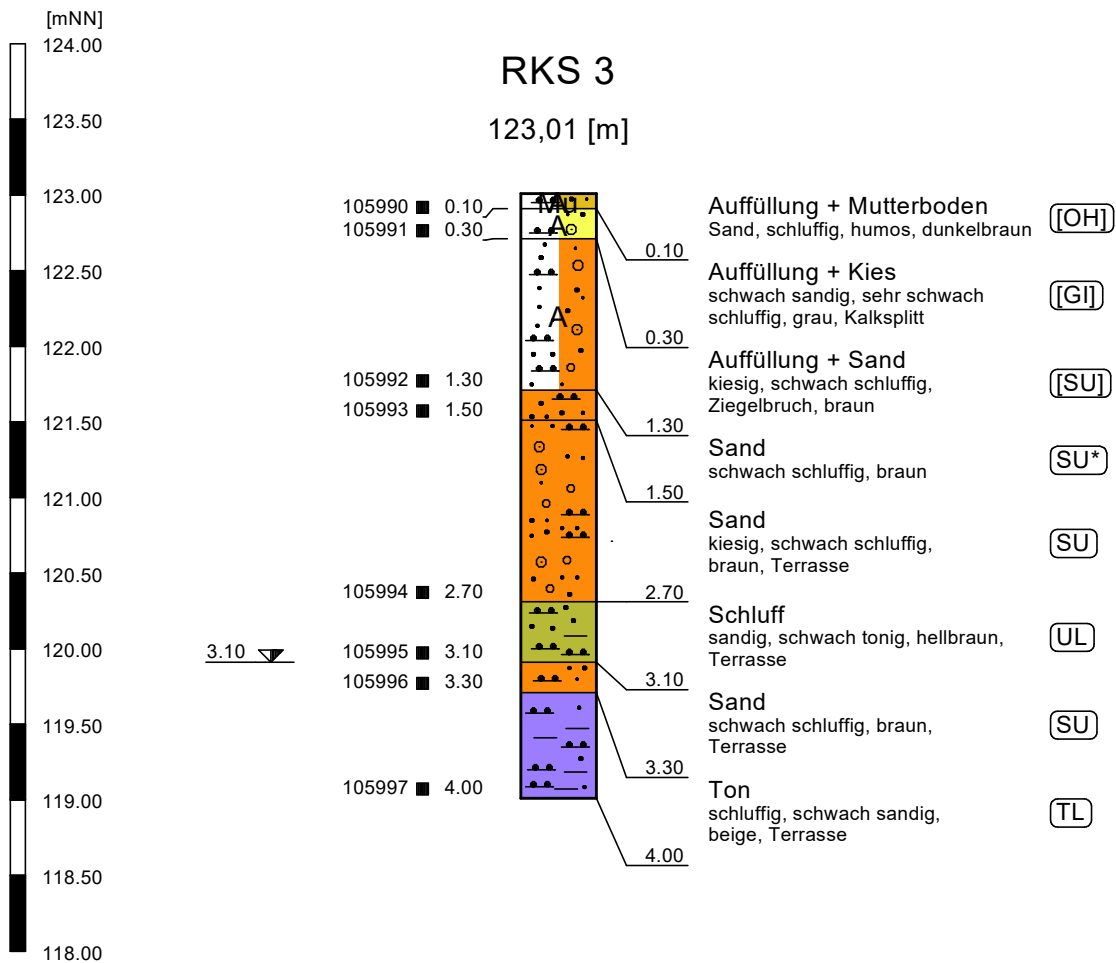 [mNN]
124.00
123.50
123.00
122.50
122.00
121.50
121.00
120.50
120.00
119.50
119.00
118.50
118.00
RKS 3
123,01 [m]
105990 0.10
105991 0.30
105992 1.30
105993 1.50
105994 2.70
105995 3.10
105996 3.30
105997 4.00
3.10
Mu
A
A
A
0.10
0.30
1.30
1.50
2.70
3.10
3.30
4.00
Auffüllung + Mutterboden
Sand, schluffig, humos, dunkelbraun
[OH]
Auffüllung + Kies
schwach sandig, sehr schwach
schluffig, grau, Kalksplitt
[GI]
Auffüllung + Sand
kiesig, schwach schluffig,
Ziegelbruch, braun
[SU]
Sand
schwach schluffig, braun
SU*
Sand
kiesig, schwach schluffig,
braun, Terrasse
SU
Schluff
sandig, schwach tonig, hellbraun,
Terrasse
UL
Sand
schwach schluffig, braun,
Terrasse
SU
Ton
schluffig, schwach sandig,
beige, Terrasse
TL